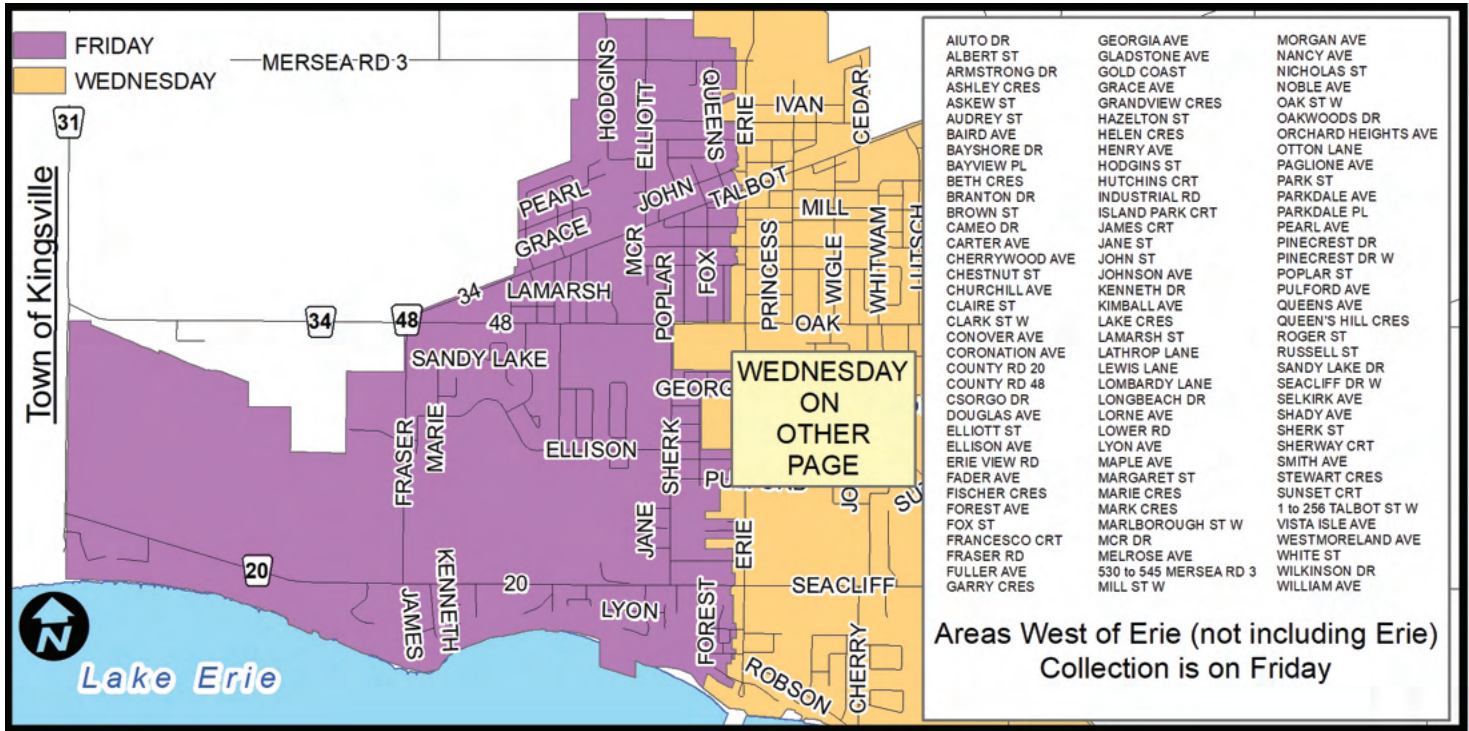 FRIDAY
WEDNESDAY
MERSEA RD 3
31
Town of Kingsville
HODGINS
ELLIOTT
QUEENS
ERIE
IVAN
CEDAR
PEARL
JOHN
TALBOT
GRACE
MCR
MILL
FOX
PRINCESS
WIGLE
WHITWAM
34
LAMARSH
POPLAR
34
48
48
OAK
SANDY LAKE
GEORG
WEDNESDAY
ON
OTHER
PAGE
FRASER
MARIE
ELLISON
SHERK
JANE
ERIE
20
KENNETH
20
SEACLIFF
JAMES
LYON
FOREST
ROBSON
CHERRY
N
Lake Erie
AIUTO DR
ALBERT ST
ARMSTRONG DR
ASHLEY CRES
ASKEW ST
AUDREY ST
BAIRD AVE
BAYSHORE DR
BAYVIEW PL
BETH CRES
BRANTON DR
BROWN ST
CAMEO DR
CARTER AVE
CHERRYWOOD AVE
CHESTNUT ST
CHURCHILL AVE
CLAIRE ST
CLARK ST W
CONOVER AVE
CORONATION AVE
COUNTY RD 20
COUNTY RD 48
CSORGO DR
DOUGLAS AVE
ELLIOTT ST
ELLISON AVE
ERIE VIEW RD
FADER AVE
FISCHER CRES
FOREST AVE
FOX ST
FRANCESCO CRT
FRASER RD
FULLER AVE
GARRY CRES
GEORGIA AVE
GLADSTONE AVE
GOLD COAST
GRACE AVE
GRANDVIEW CRES
HAZELTON ST
HELEN CRES
HENRY AVE
HODGINS ST
HUTCHINS CRT
INDUSTRIAL RD
ISLAND PARK CRT
JAMES CRT
JANE ST
JOHN ST
JOHNSON AVE
KENNETH DR
KIMBALL AVE
LAKE CRES
LAMARSH ST
LATHROP LANE
LEWIS LANE
LOMBARDY LANE
LONGBEACH DR
LORNE AVE
LOWER RD
LYON AVE
MAPLE AVE
MARGARET ST
MARIE CRES
MARK CRES
MARLBOROUGH ST W
MCR DR
MELROSE AVE
530 to 545 MERSEA RD 3
MILL ST W
MORGAN AVE
NANCY AVE
NICHOLAS ST
NOBLE AVE
OAK ST W
OAKWOODS DR
ORCHARD HEIGHTS AVE
OTTON LANE
PAGLIONE AVE
PARK ST
PARKDALE AVE
PARKDALE PL
PEARL AVE
PINECREST DR
PINECREST DR W
POPLAR ST
PULFORD AVE
QUEENS AVE
QUEEN'S HILL CRES
ROGER ST
RUSSELL ST
SANDY LAKE DR
SEACLIFF DR W
SELKIRK AVE
SHADY AVE
SHERK ST
SHERWAY CRT
SMITH AVE
STEWART CRES
SUNSET CRT
1 to 256 TALBOT ST W
VISTA ISLE AVE
WESTMORELAND AVE
WHITE ST
WILKINSON DR
WILLIAM AVE
Areas West of Erie (not including Erie)
Collection is on Friday